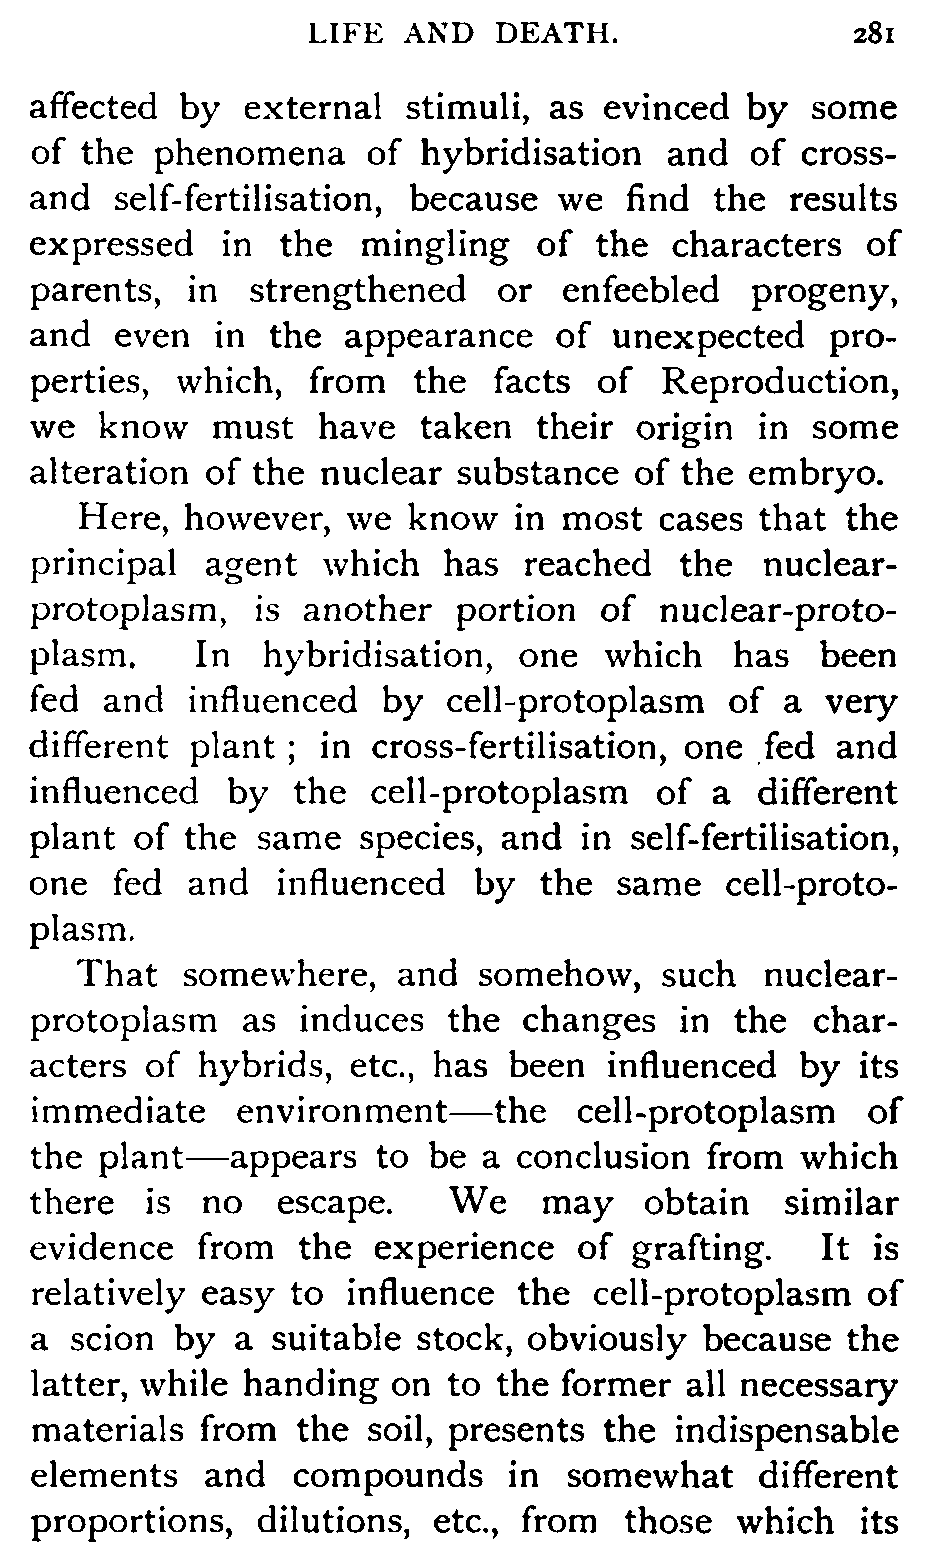 LIFE AND DEATH. 281
affected by external stimuli, as evinced by some
of the phenomena of hybridisation and of cross-
and self-fertilisation, because we find the results
expressed in the mingling of the characters of
parents, in strengthened or enfeebled progeny,
and even in the appearance of unexpected pro-
perties, which, from the facts of Reproduction,
we know must have taken their origin in some
alteration of the nuclear substance of the embryo.
Here, however, we know in most cases that the
principal agent which has reached the nuclear-
protoplasm, is another portion of nuclear-proto-
plasm. In hybridisation, one which has been
fed and influenced by cell-protoplasm of a very
different plant ; in cross-fertilisation, one fed and
influenced by the cell-protoplasm of a different
plant of the same species, and in self-fertilisation,
one fed and influenced by the same cell-proto-
plasm.
That somewhere, and somehow, such nuclear-
protoplasm as induces the changes in the char-
acters of hybrids, etc., has been influenced by its
immediate environment—the cell-protoplasm of
the plant—appears to be a conclusion from which
there is no escape. We may obtain similar
evidence from the experience of grafting. It is
relatively easy to influence the cell-protoplasm of
a scion by a suitable stock, obviously because the
latter, while handing on to the former all necessary
materials from the soil, presents the indispensable
elements and compounds in somewhat different
proportions, dilutions, etc., from those which its